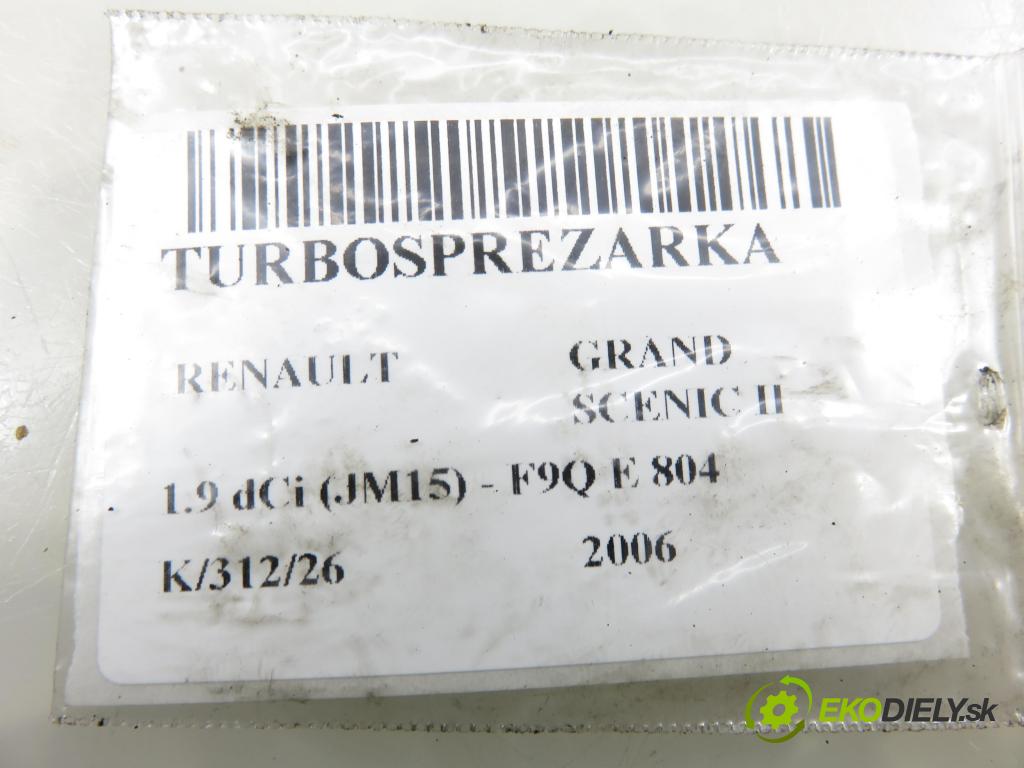 TURBOSPREZARKA
RENAULT
GRAND
SCENIC II
1.9 dCi (JM15) - F9Q E 804
K/312/26
2006
EKODIELY.sk